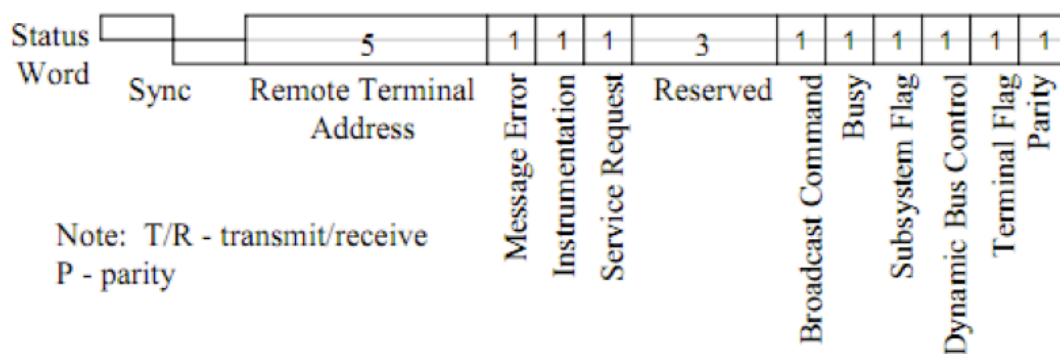 Status
Word
5
1
1
1
3
1
1
1
1
1
1
Sync
Remote Terminal
Address
Message Error
Instrumentation
Service Request
Reserved
Broadcast Command
Busy
Subsystem Flag
Dynamic Bus Control
Terminal Flag
Parity
Note: T/R - transmit/receive
P - parity